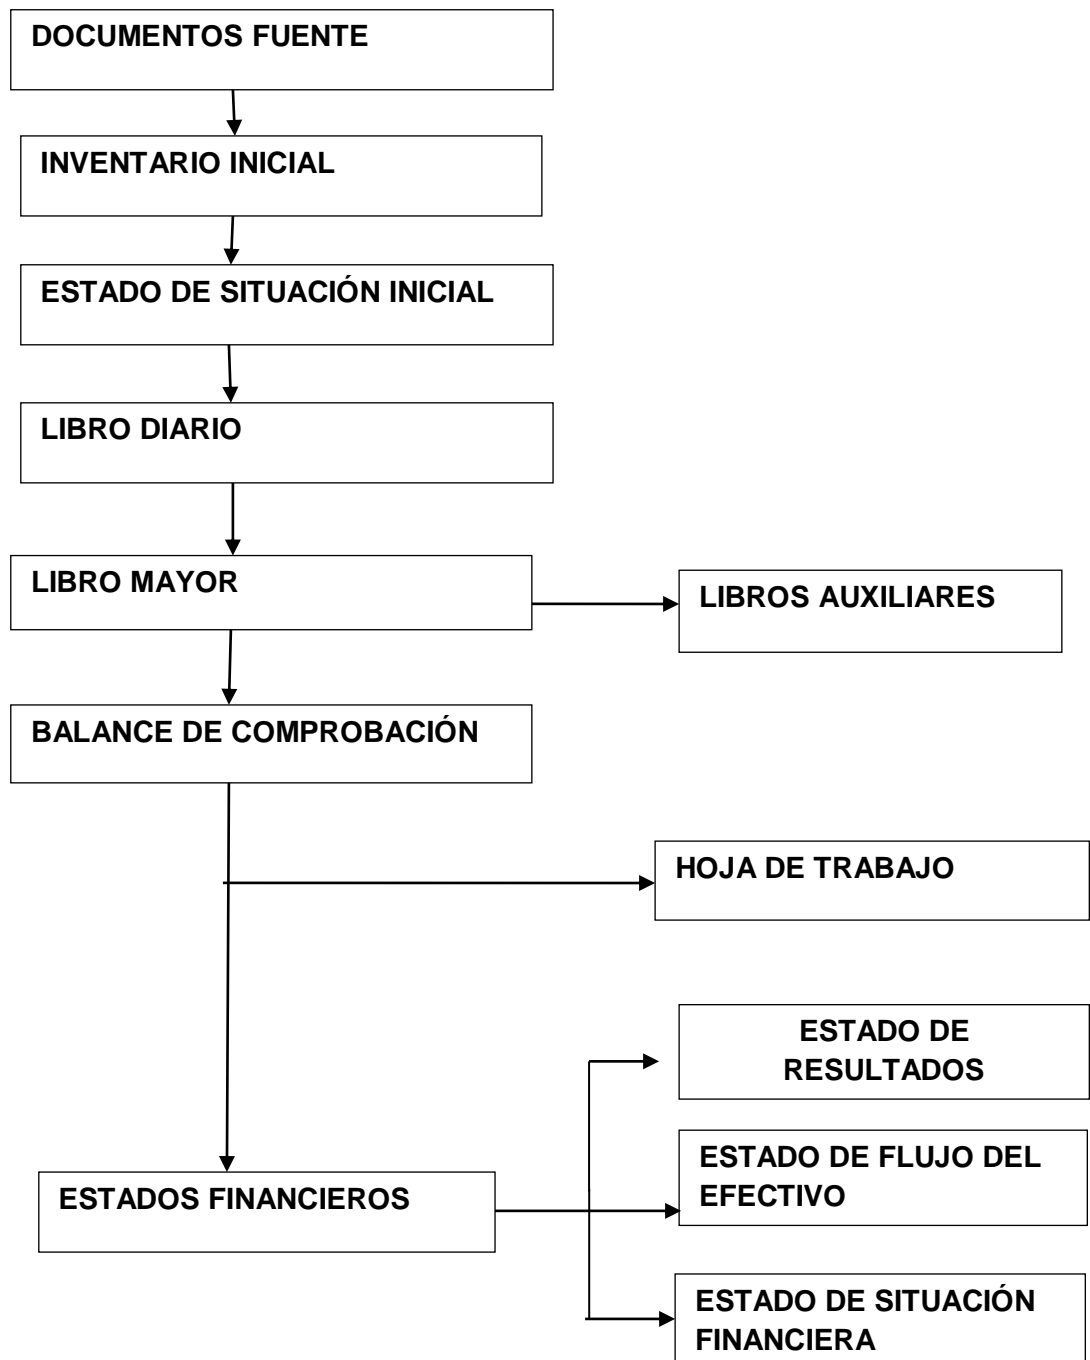 DOCUMENTOS FUENTE
INVENTARIO INICIAL
ESTADO DE SITUACIÓN INICIAL
LIBRO DIARIO
LIBRO MAYOR
LIBROS AUXILIARES
BALANCE DE COMPROBACIÓN
HOJA DE TRABAJO
ESTADO DE
RESULTADOS
ESTADO DE FLUJO DEL
EFECTIVO
ESTADOS FINANCIEROS
ESTADO DE SITUACIÓN
FINANCIERA